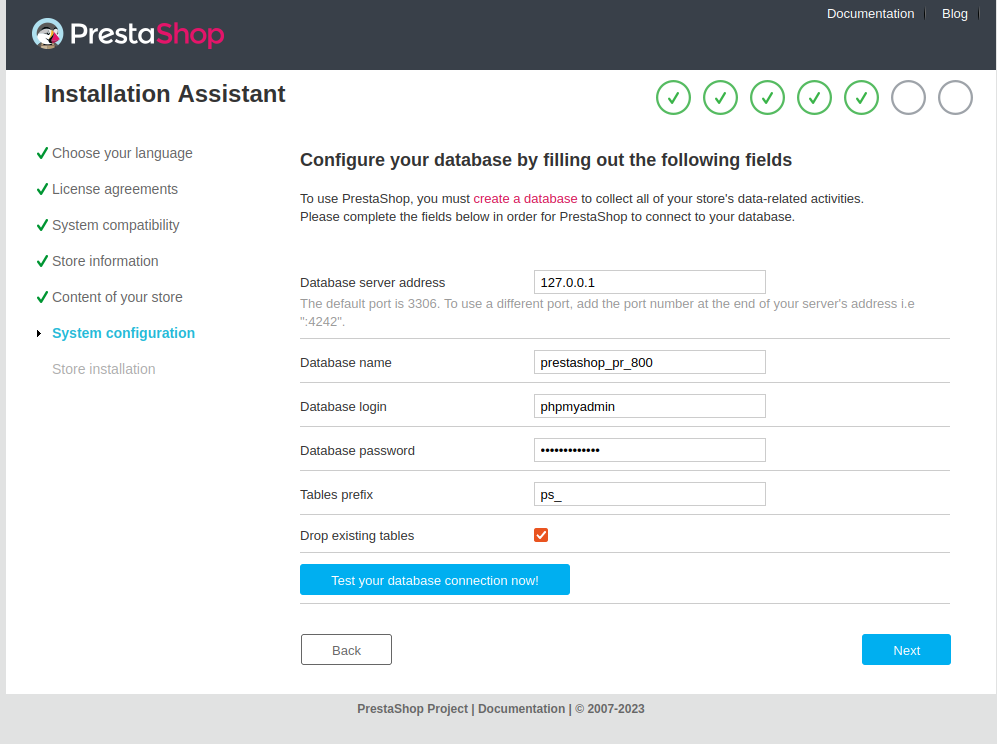 Documentation
Blog
PrestaShop
Installation Assistant
Choose your language
License agreements
System compatibility
Store information
Content of your store
System configuration
Store installation
Configure your database by filling out the following fields
To use PrestaShop, you must create a database to collect all of your store's data-related activities.
Please complete the fields below in order for PrestaShop to connect to your database.
Database server address 127.0.0.1
The default port is 3306. To use a different port, add the port number at the end of your server's address i.e
":4242".
Database name prestashop_pr_800
Database login phpmyadmin
Database password •••••••••••••
Tables prefix ps_
Drop existing tables
Test your database connection now!
Back
Next
PrestaShop Project | Documentation | © 2007-2023